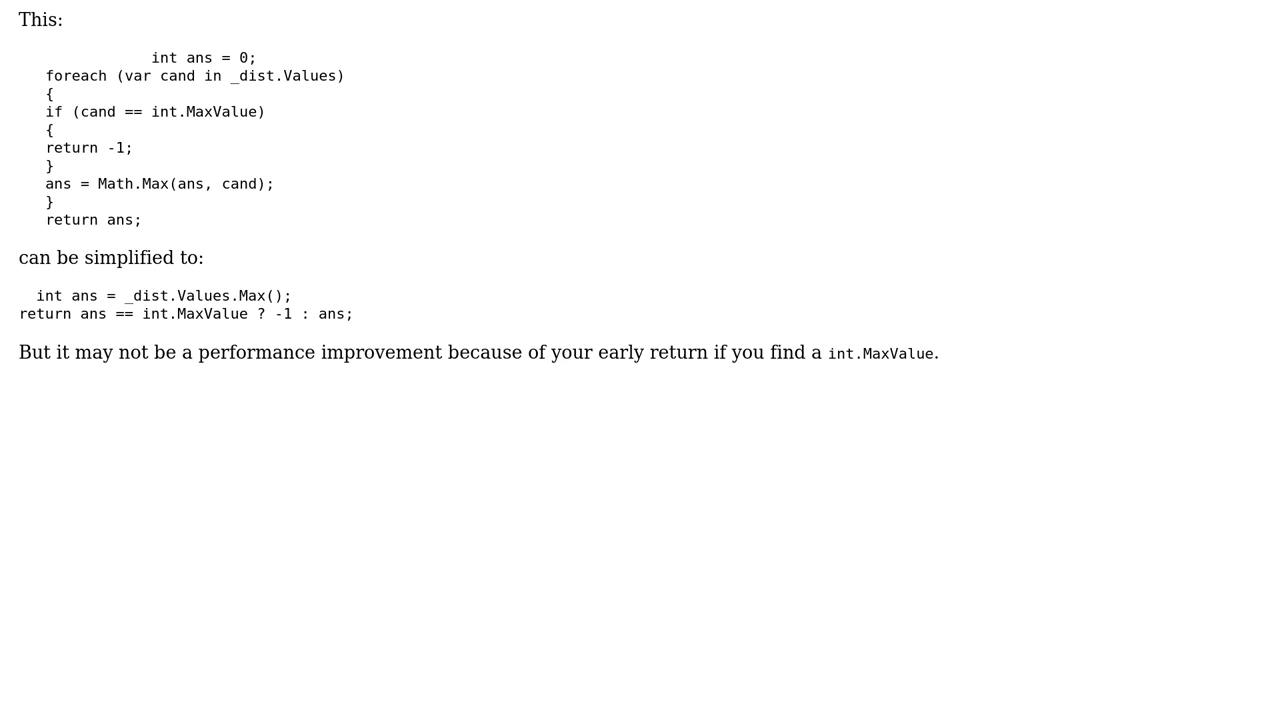 This:
int ans = 0;
foreach (var cand in _dist.Values)
{
if (cand == int.MaxValue)
{
return -1;
}
ans = Math.Max(ans, cand);
}
return ans;
can be simplified to:
int ans = _dist.Values.Max();
return ans == int.MaxValue ? -1 : ans;
But it may not be a performance improvement because of your early return if you find a int.MaxValue.